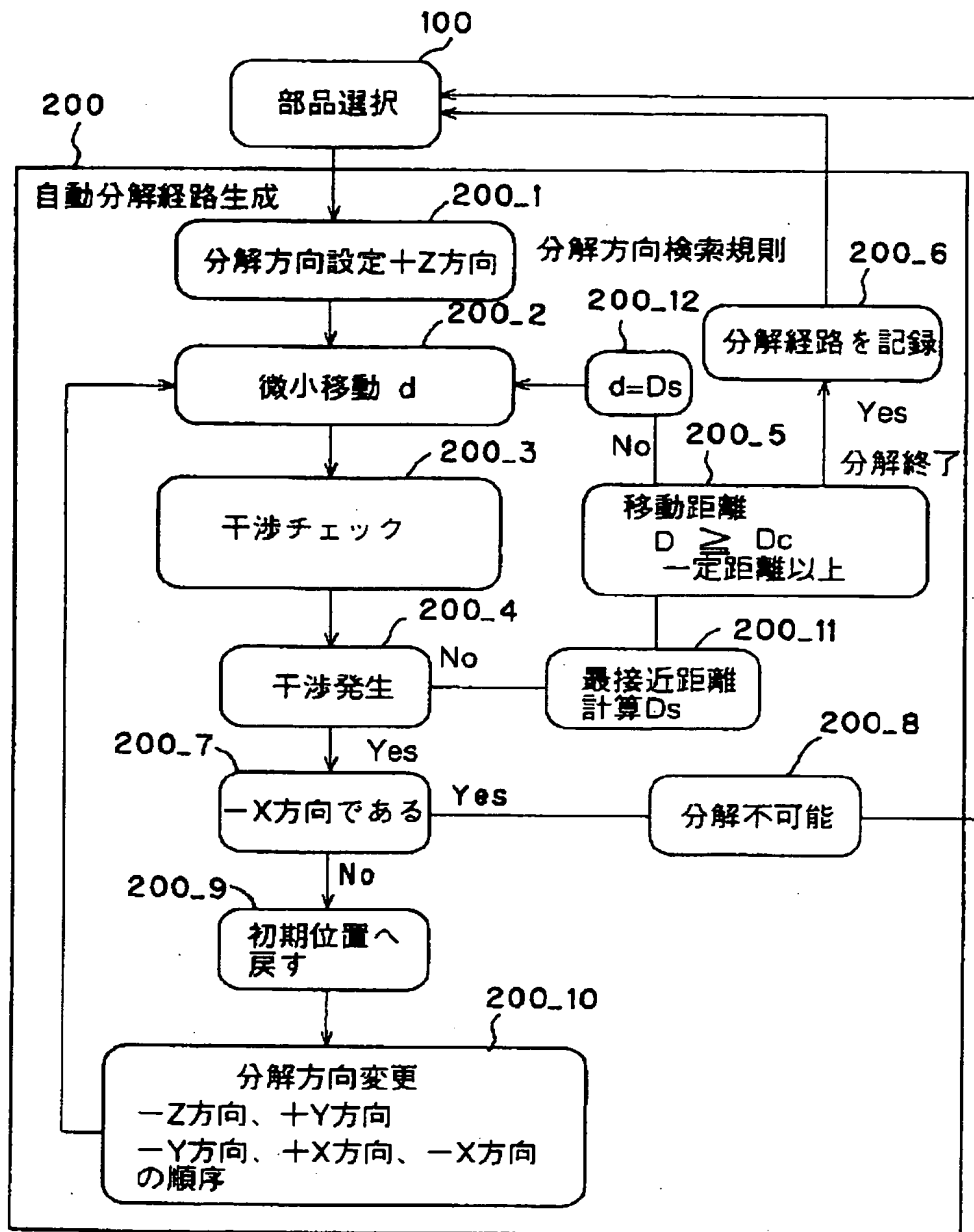 100
部品選択
200
自動分解経路生成
200_1
分解方向設定+Z方向
分解方向検索規則
200_6
分解経路を記録
200_2
200_12
微小移動 d
d=Ds
Yes
No
200_5
分解終了
200_3
干渉チェック
移動距離
D ≧ Dc
一定距離以上
200_4
干渉発生
No
200_11
最接近距離
計算Ds
Yes
200_7
200_8
−X方向である
Yes
分解不可能
No
200_9
初期位置へ
戻す
200_10
分解方向変更
−Z方向、+Y方向
−Y方向、+X方向、−X方向
の順序